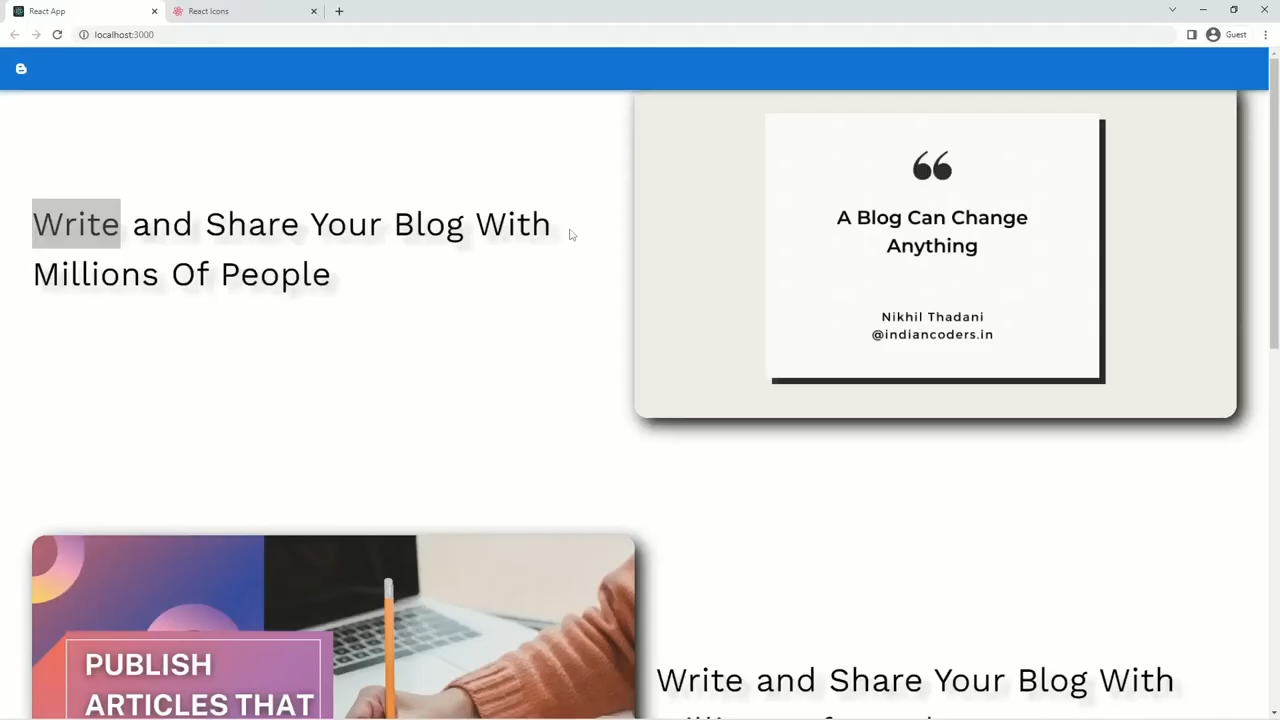 React App
React Icons
localhost:3000
Guest
Write and Share Your Blog With
Millions Of People
A Blog Can Change
Anything
Nikhil Thadani
@indiancoders.in
PUBLISH
ARTICLES THAT
Write and Share Your Blog With